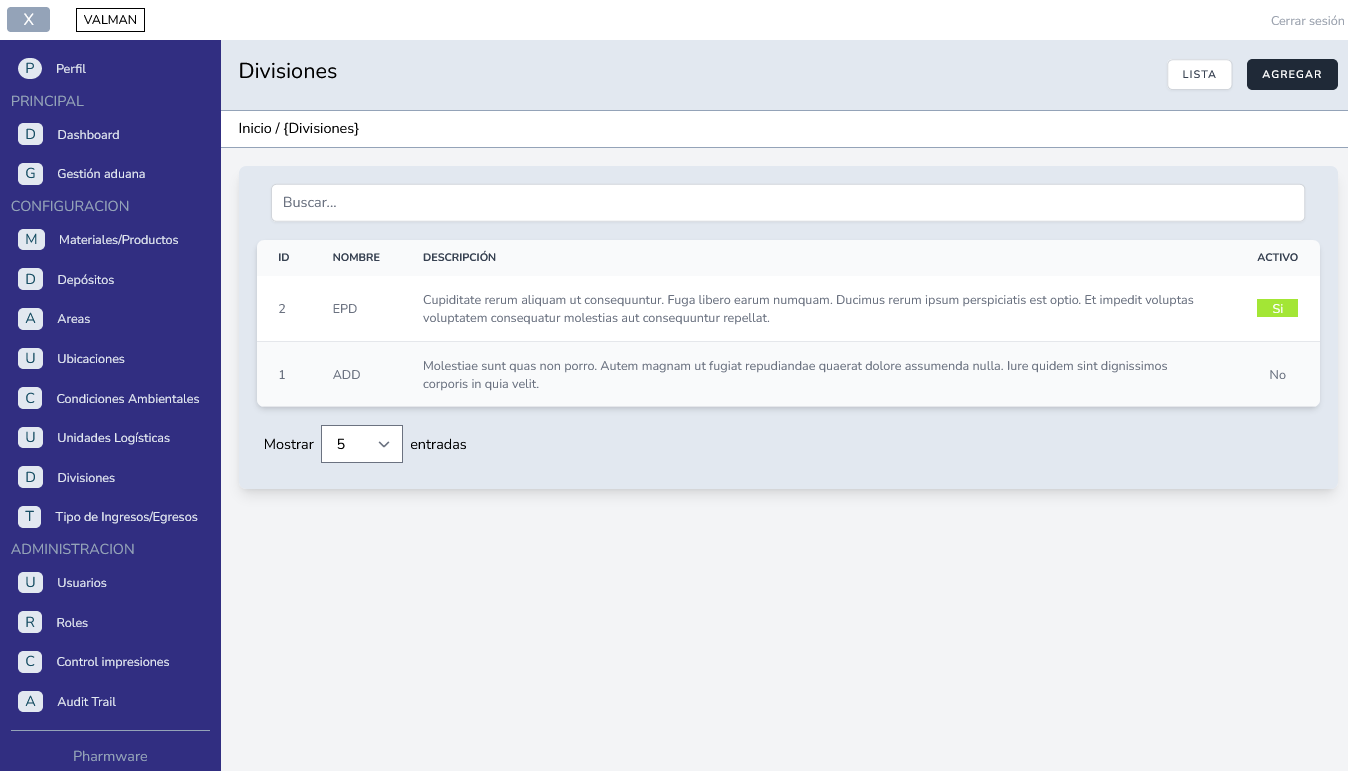 X
VALMAN
Cerrar sesión
P Perfil
PRINCIPAL
D Dashboard
G Gestión aduana
CONFIGURACION
M Materiales/Productos
D Depósitos
A Areas
U Ubicaciones
C Condiciones Ambientales
U Unidades Logísticas
D Divisiones
T Tipo de Ingresos/Egresos
ADMINISTRACION
U Usuarios
R Roles
C Control impresiones
A Audit Trail
Pharmware
Divisiones
LISTA
AGREGAR
Inicio / {Divisiones}
Buscar...
ID NOMBRE DESCRIPCIÓN ACTIVO
2 EPD Cupiditate rerum aliquam ut consequuntur. Fuga libero earum numquam. Ducimus rerum ipsum perspiciatis est optio. Et impedit voluptas
voluptatem consequatur molestias aut consequuntur repellat. Si
1 ADD Molestiae sunt quas non porro. Autem magnam ut fugiat repudiandae quaerat dolore assumenda nulla. Iure quidem sint dignissimos
corporis in quia velit. No
Mostrar 5 entradas